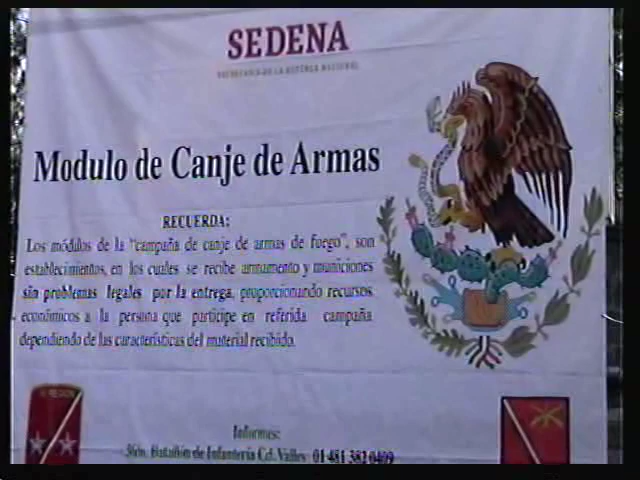 SEDENA
SECRETARÍA DE LA DEFENSA NACIONAL
Modulo de Canje de Armas
RECUERDA:
Los módulos de la "campaña de canje de armas de fuego", son
establecimientos, en los cuales se recibe armamento y municiones
sin problemas legales por la entrega, proporcionando recursos
económicos a la persona que participe en referida campaña
dependiendo de las características del material recibido.
REGION
Informes:
36/o. Batallón de Infantería Cd. Valles: 01 481 382 0409